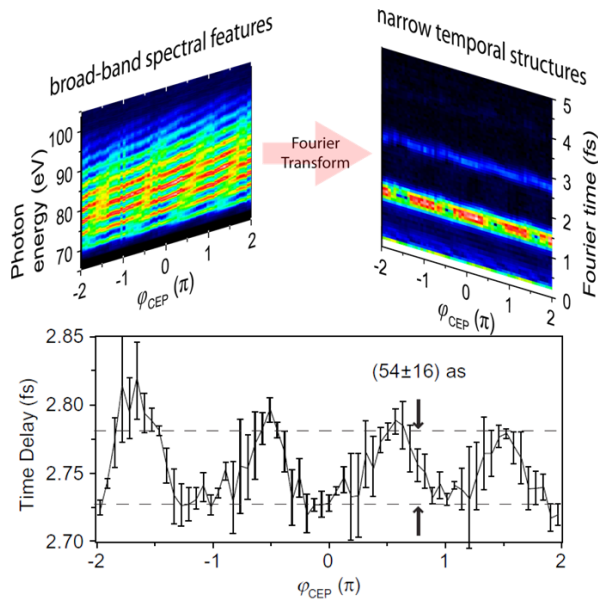 broad-band spectral features
narrow temporal structures
100
90
80
70
Photon
energy (eV)
-2
-1
0
1
2
φCEP (π)
Fourier
Transform
5
4
3
2
1
0
Fourier time (fs)
-2
-1
0
1
2
φCEP (π)
2.85
2.80
2.75
2.70
Time Delay (fs)
(54±16) as
-2
-1
0
1
2
φCEP (π)